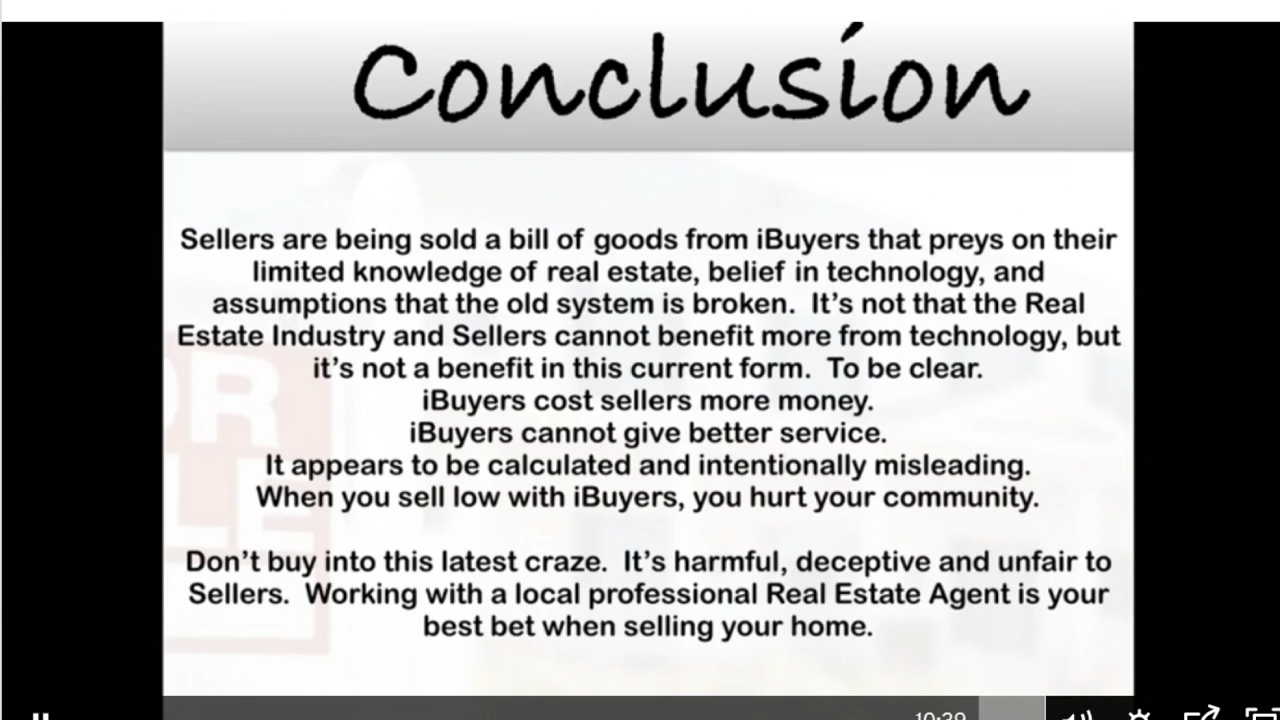 Conclusion
Sellers are being sold a bill of goods from iBuyers that preys on their
limited knowledge of real estate, belief in technology, and
assumptions that the old system is broken.  It's not that the Real
Estate Industry and Sellers cannot benefit more from technology, but
it's not a benefit in this current form.  To be clear.
iBuyers cost sellers more money.
iBuyers cannot give better service.
It appears to be calculated and intentionally misleading.
When you sell low with iBuyers, you hurt your community.
Don't buy into this latest craze.  It's harmful, deceptive and unfair to
Sellers.  Working with a local professional Real Estate Agent is your
best bet when selling your home.
OR
LE
10:39